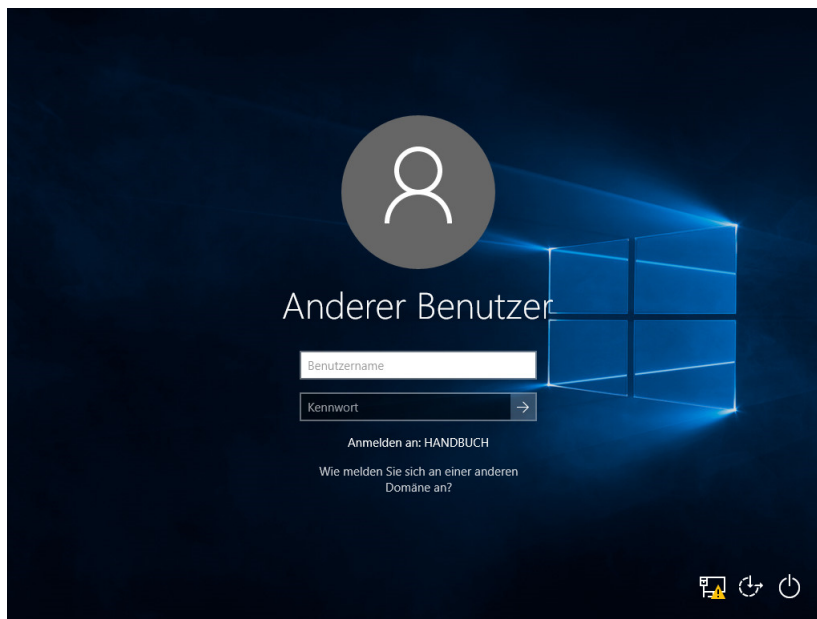 Anderer Benutzer
Benutzername
Kennwort
Anmelden an: HANDBUCH
Wie melden Sie sich an einer anderen
Domäne an?